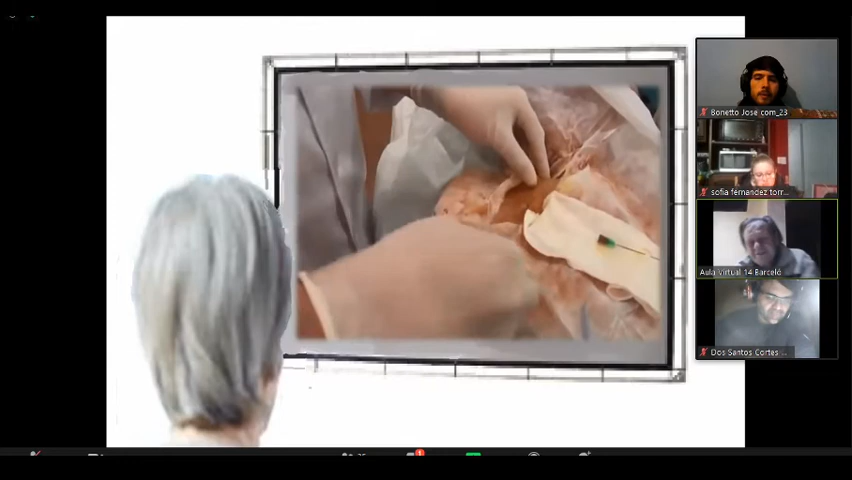 Bonetto Jose com_23
sofia fernandez torr...
Aula Virtual 14 Barceló
Dos Santos Cortes ...